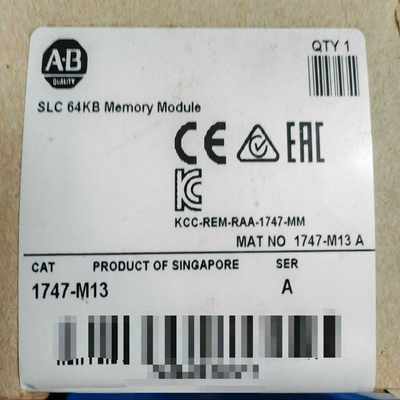 A-B
QUALITY
QTY 1
SLC 64KB Memory Module
CE EAC
KC
KCC-REM-RAA-1747-MM
MAT NO 1747-M13 A
CAT PRODUCT OF SINGAPORE SER
1747-M13 A